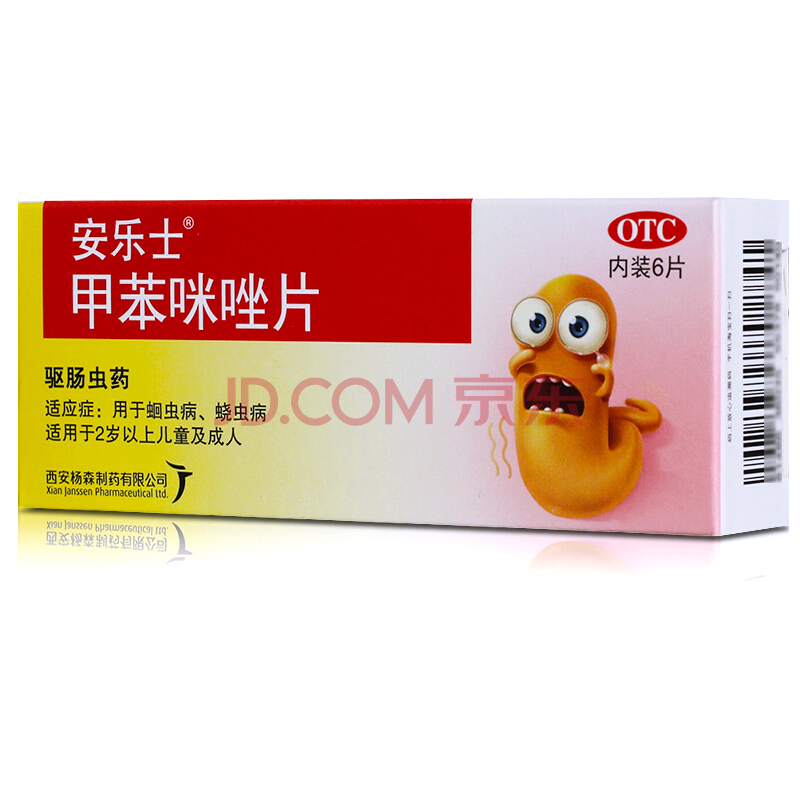 安乐士®
甲苯咪唑片
OTC
内装6片
驱肠虫药
适应症：用于蛔虫病、蛲虫病
适用于2岁以上儿童及成人
西安杨森制药有限公司
Xian Janssen Pharmaceutical Ltd.
JD.COM 京东